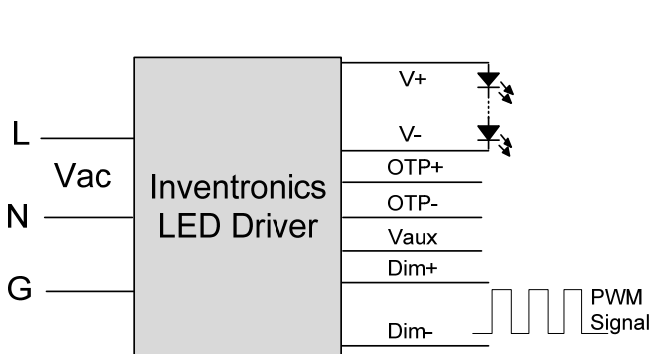 V+
L
V-
Vac
OTP+
Inventronics
LED Driver
OTP-
N
Vaux
Dim+
G
PWM
Signal
Dim-